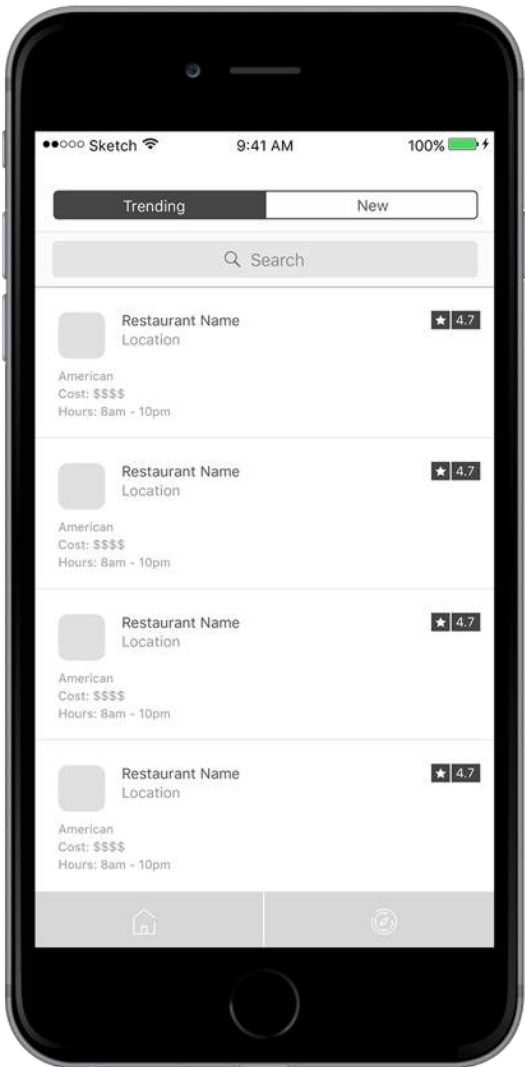 Sketch 9:41 AM 100%
Trending New
Search
Restaurant Name 4.7
Location
American
Cost: $$$$
Hours: 8am - 10pm
Restaurant Name 4.7
Location
American
Cost: $$$$
Hours: 8am - 10pm
Restaurant Name 4.7
Location
American
Cost: $$$$
Hours: 8am - 10pm
Restaurant Name 4.7
Location
American
Cost: $$$$
Hours: 8am - 10pm